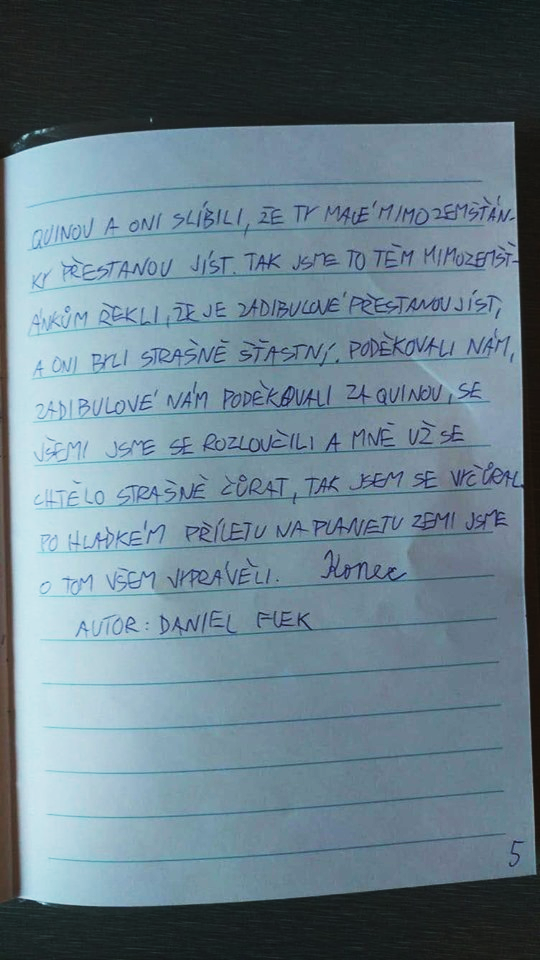 QUINOU A ONI SLÍBILI, ŽE TY MALÉ MIMOZEMŠŤÁN-
KY PŘESTANOU JÍST. TAK JSME TO TĚM MIMOZEMŠŤ-
ÁNKŮM ŘEKLI, ŽE JE ZADIBULOVÉ PŘESTANOU JÍST,
A ONI BYLI STRAŠNĚ ŠŤASTNÍ. PODĚKOVALI NÁM,
ZADIBULOVÉ NÁM PODĚKOVALI ZA QUINOU, SE
VŠEMI JSME SE ROZLOUČILI A MNĚ UŽ SE
CHTĚLO STRAŠNĚ ČŮRAT, TAK JSEM SE VYČŮRAL.
PO HLADKÉM PŘÍLETU NA PLANETU ZEMI JSME
O TOM VŠEM VYPRÁVĚLI. Konec
AUTOR: DANIEL FLEK
5